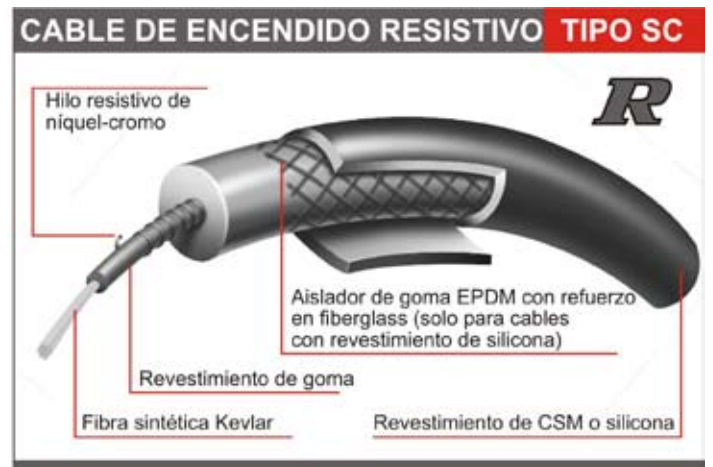 CABLE DE ENCENDIDO RESISTIVO TIPO SC
R
Hilo resistivo de
níquel-cromo
Aislador de goma EPDM con refuerzo
en fiberglass (solo para cables
con revestimiento de silicona)
Revestimiento de goma
Fibra sintética Kevlar
Revestimiento de CSM o silicona